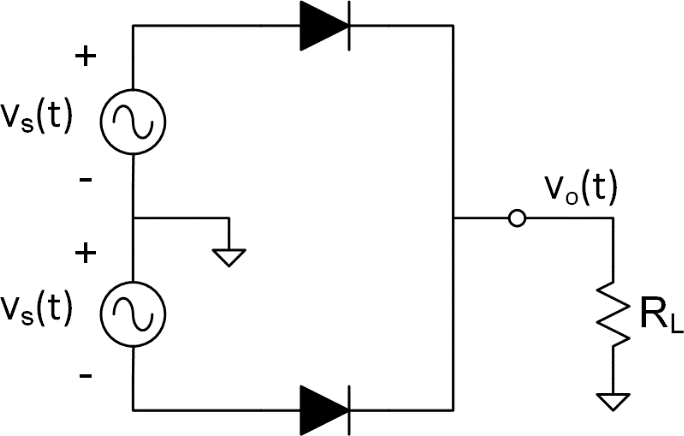 +
vs(t)
-
+
vs(t)
-
vo(t)
RL